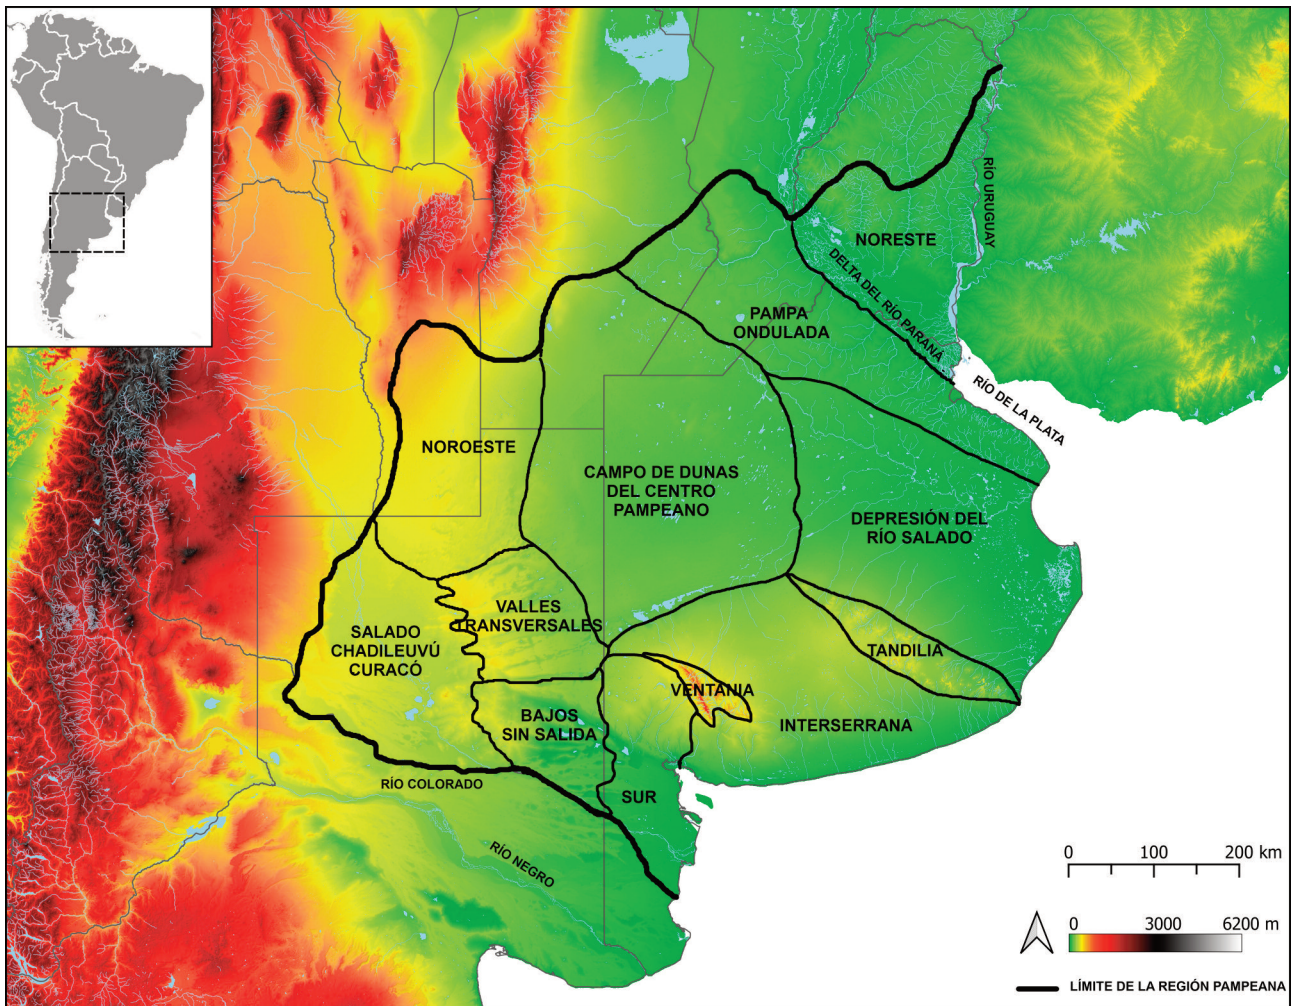 RÍO URUGUAY
NORESTE
DELTA DEL RÍO PARANÁ
PAMPA
ONDULADA
RÍO DE LA PLATA
NOROESTE
CAMPO DE DUNAS
DEL CENTRO
PAMPEANO
DEPRESIÓN DEL
RÍO SALADO
VALLES
TRANSVERSALES
SALADO
CHADILEUVÚ
CURACÓ
TANDILIA
VENTANIA
BAJOS
SIN SALIDA
INTERSERRANA
RÍO COLORADO
SUR
RÍO NEGRO
0 100 200 km
0 3000 6200 m
LÍMITE DE LA REGIÓN PAMPEANA